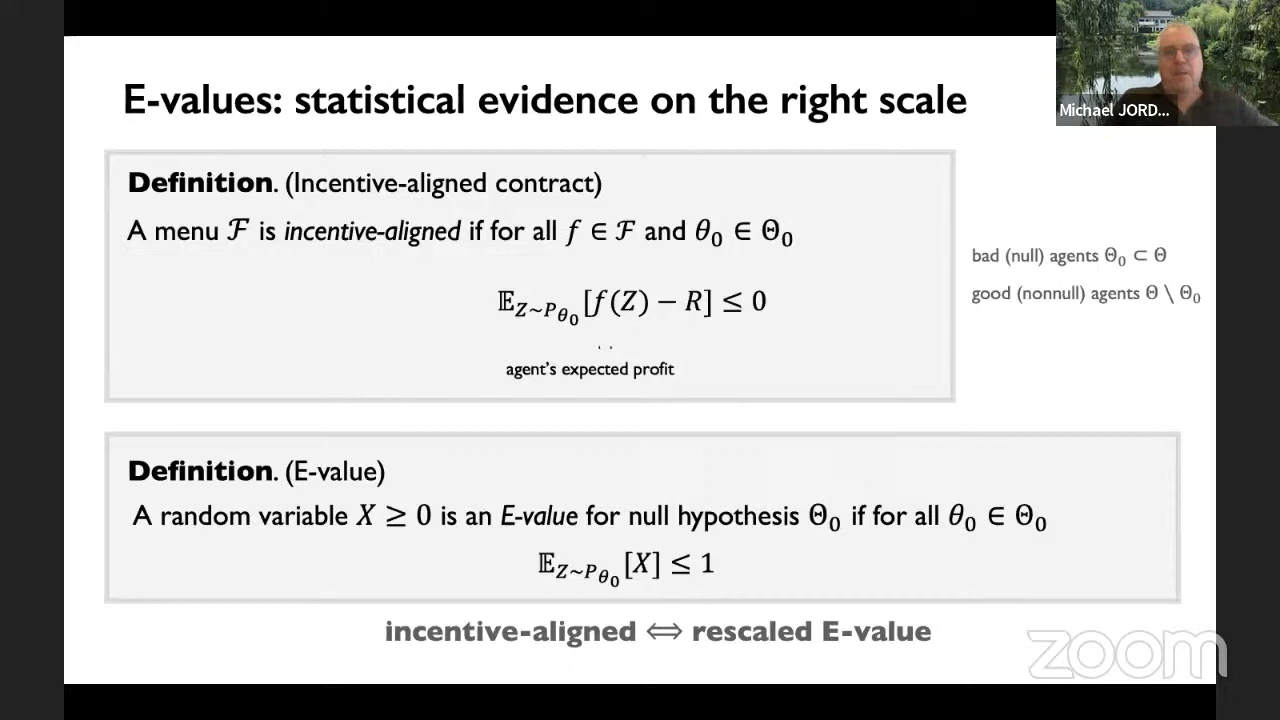 E-values: statistical evidence on the right scale
Michael JORD...
Definition. (Incentive-aligned contract)
A menu ℱ is incentive-aligned if for all f ∈ ℱ and θ₀ ∈ Θ₀
𝔼_{Z∼P_{θ₀}}[f(Z) − R] ≤ 0
agent's expected profit
bad (null) agents Θ₀ ⊂ Θ
good (nonnull) agents Θ \ Θ₀
Definition. (E-value)
A random variable X ≥ 0 is an E-value for null hypothesis Θ₀ if for all θ₀ ∈ Θ₀
𝔼_{Z∼P_{θ₀}}[X] ≤ 1
incentive-aligned ⟺ rescaled E-value
zoom